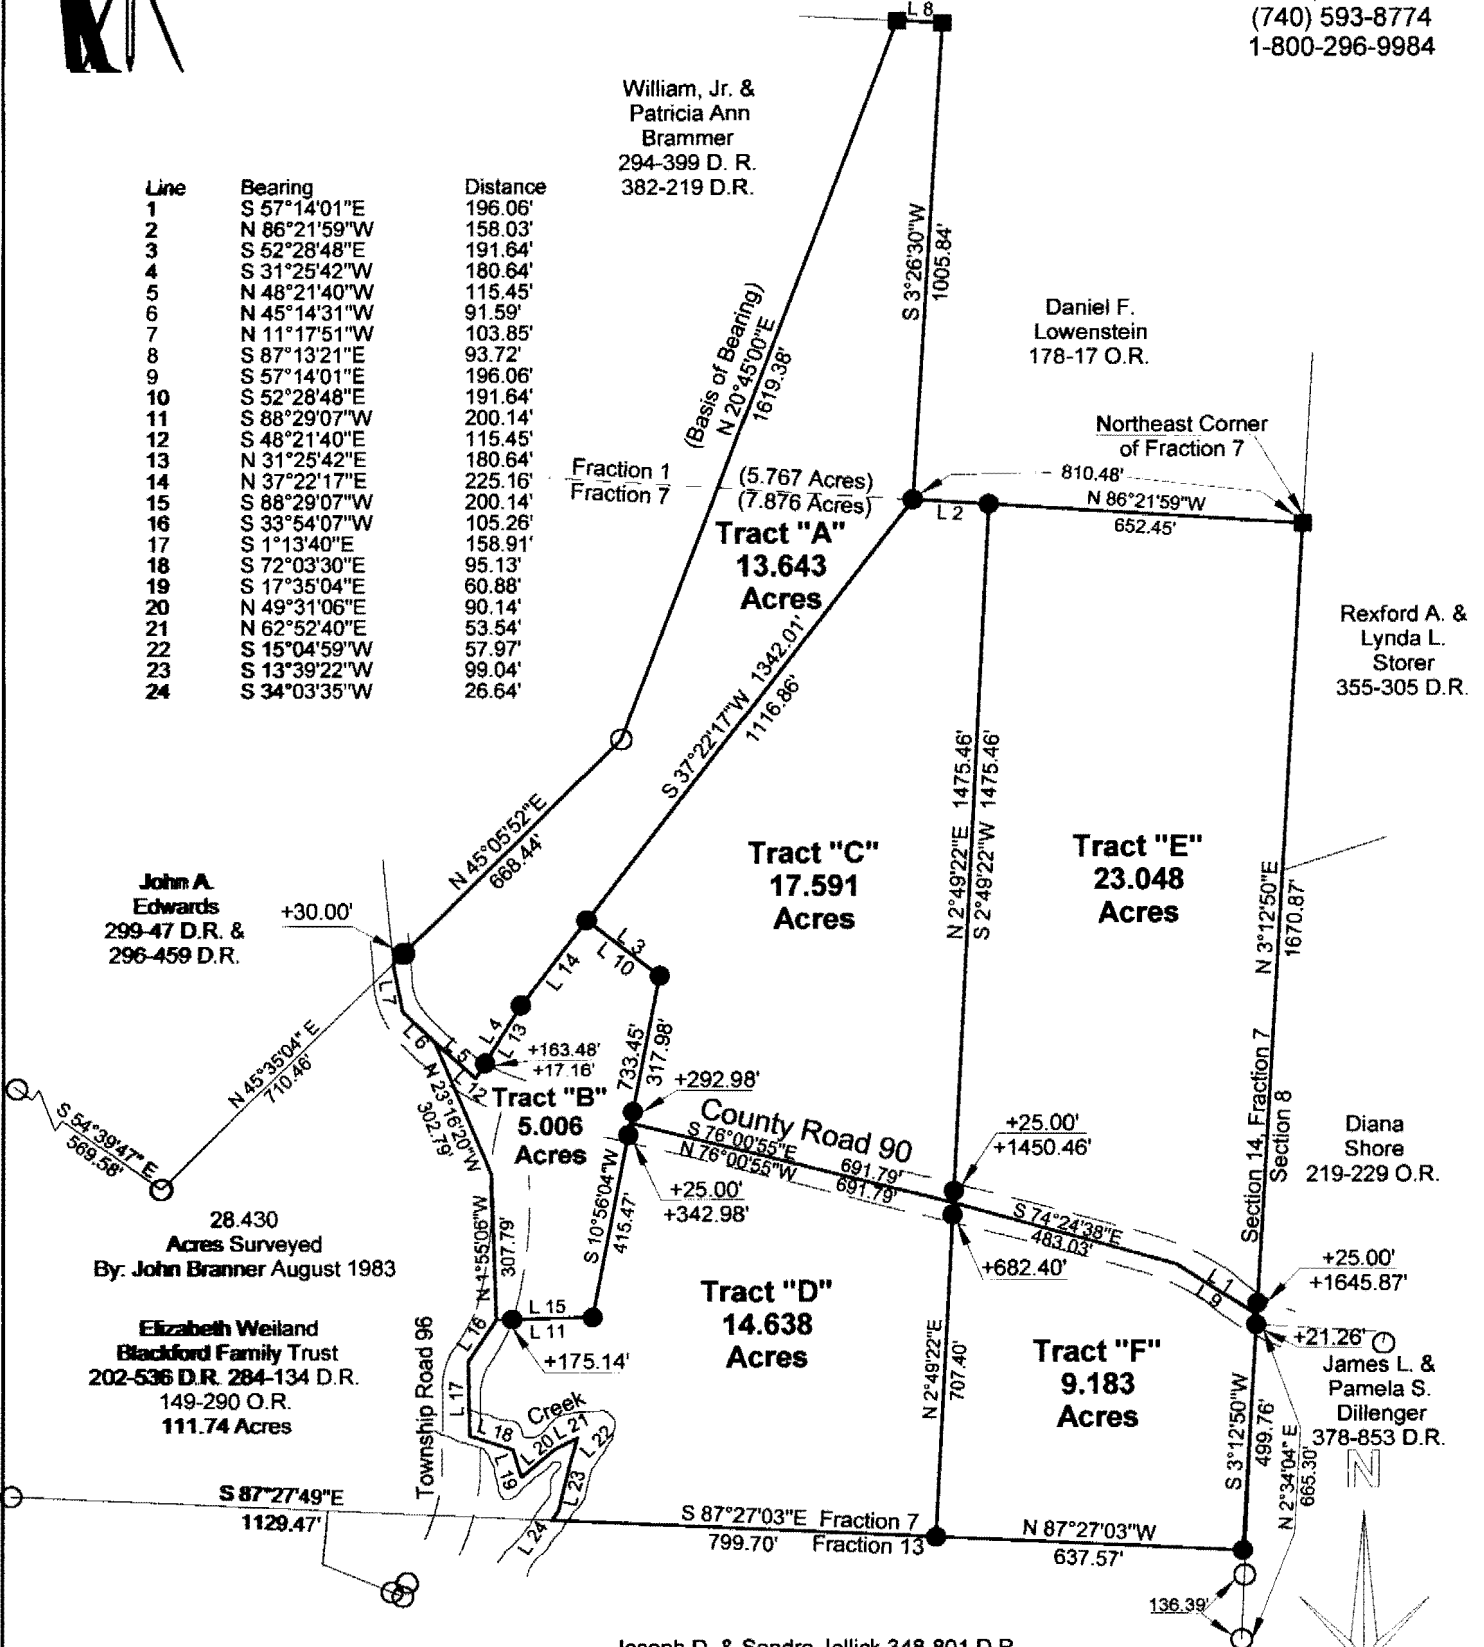 L 8
(740) 593-8774
1-800-296-9984
William, Jr. &
Patricia Ann
Brammer
294-399 D. R.
382-219 D.R.
Line Bearing Distance
1 S 57°14'01"E 196.06'
2 N 86°21'59"W 158.03'
3 S 52°28'48"E 191.64'
4 S 31°25'42"W 180.64'
5 N 48°21'40"W 115.45'
6 N 45°14'31"W 91.59'
7 N 11°17'51"W 103.85'
8 S 87°13'21"E 93.72'
9 S 57°14'01"E 196.06'
10 S 52°28'48"E 191.64'
11 S 88°29'07"W 200.14'
12 S 48°21'40"E 115.45'
13 N 31°25'42"E 180.64'
14 N 37°22'17"E 225.16'
15 S 88°29'07"W 200.14'
16 S 33°54'07"W 105.26'
17 S 1°13'40"E 158.91'
18 S 72°03'30"E 95.13'
19 S 17°35'04"E 60.88'
20 N 49°31'06"E 90.14'
21 N 62°52'40"E 53.54'
22 S 15°04'59"W 57.97'
23 S 13°39'22"W 99.04'
24 S 34°03'35"W 26.64'
(Basis of Bearing)
N 20°45'00"E
1619.38'
S 3°26'30"W
1005.84'
Daniel F.
Lowenstein
178-17 O.R.
Northeast Corner
of Fraction 7
810.48'
Fraction 1
Fraction 7
(5.767 Acres)
(7.876 Acres)
L 2
N 86°21'59"W
652.45'
Tract "A"
13.643
Acres
Rexford A. &
Lynda L.
Storer
355-305 D.R.
S 37°22'17"W 1342.01'
1116.86'
N 2°49'22"E 1475.46'
S 2°49'22"W 1475.46'
N 45°05'52"E
668.44'
Tract "C"
17.591
Acres
Tract "E"
23.048
Acres
N 3°12'50"E
1670.87'
John A.
Edwards
299-47 D.R. &
296-459 D.R.
+30.00'
L 3
L 10
L 14
L 7
L 6
L 5
L 12
L 4
L 13
+163.48'
+17.16'
733.45'
317.98'
N 45°35'04" E
710.46'
S 54°39'47" E
569.58'
N 23°16'20"W
302.79'
Tract "B"
5.006
Acres
+292.98'
County Road 90
S 76°00'55"E
N 76°00'55"W
691.79'
691.79'
+25.00'
+1450.46'
Section 14, Fraction 7
Section 8
Diana
Shore
219-229 O.R.
+25.00'
+342.98'
S 10°56'04"W
415.47'
S 74°24'38"E
483.03'
+682.40'
L 1
L 9
+25.00'
+1645.87'
28.430
Acres Surveyed
By: John Branner August 1983
N 1°55'06"W
307.79'
Tract "D"
14.638
Acres
L 15
L 11
+175.14'
+21.26'
Elizabeth Weiland
Blackford Family Trust
202-536 D.R. 284-134 D.R.
149-290 O.R.
111.74 Acres
Township Road 96
L 16
L 17
L 18
L 19
L 20
L 21
L 22
L 23
L 24
Creek
N 2°49'22"E
707.40'
Tract "F"
9.183
Acres
James L. &
Pamela S.
Dillenger
378-853 D.R.
S 3°12'50"W
499.76'
N 2°34'04" E
665.30'
N
S 87°27'49"E
1129.47'
S 87°27'03"E Fraction 7
799.70' Fraction 13
N 87°27'03"W
637.57'
136.39'
Joseph D. & Sandra Jellick 348-801 D.R.